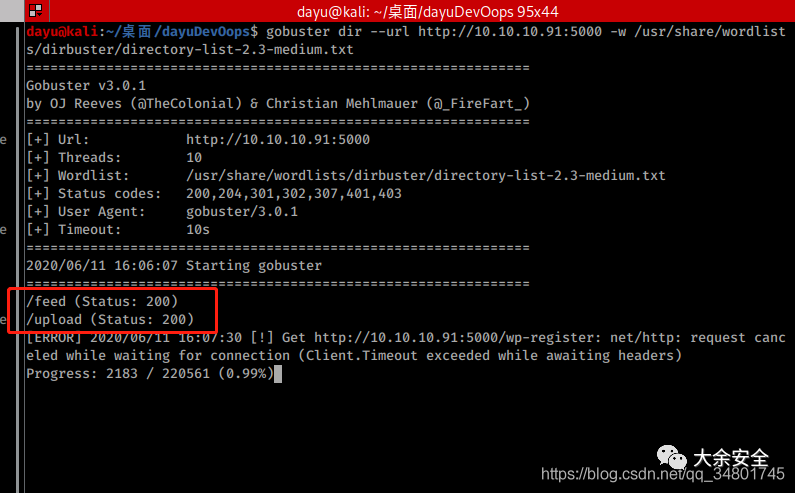 dayu@kali: ~/桌面/dayuDevOops 95x44
dayu@kali:~/桌面/dayuDevOops$ gobuster dir --url http://10.10.10.91:5000 -w /usr/share/wordlist
s/dirbuster/directory-list-2.3-medium.txt
===============================================================
Gobuster v3.0.1
by OJ Reeves (@TheColonial) & Christian Mehlmauer (@_FireFart_)
===============================================================
[+] Url:            http://10.10.10.91:5000
[+] Threads:        10
[+] Wordlist:       /usr/share/wordlists/dirbuster/directory-list-2.3-medium.txt
[+] Status codes:   200,204,301,302,307,401,403
[+] User Agent:     gobuster/3.0.1
[+] Timeout:        10s
===============================================================
2020/06/11 16:06:07 Starting gobuster
===============================================================
/feed (Status: 200)
/upload (Status: 200)
[ERROR] 2020/06/11 16:07:30 [!] Get http://10.10.10.91:5000/wp-register: net/http: request canc
eled while waiting for connection (Client.Timeout exceeded while awaiting headers)
Progress: 2183 / 220561 (0.99%)
大余安全
https://blog.csdn.net/qq_34801745